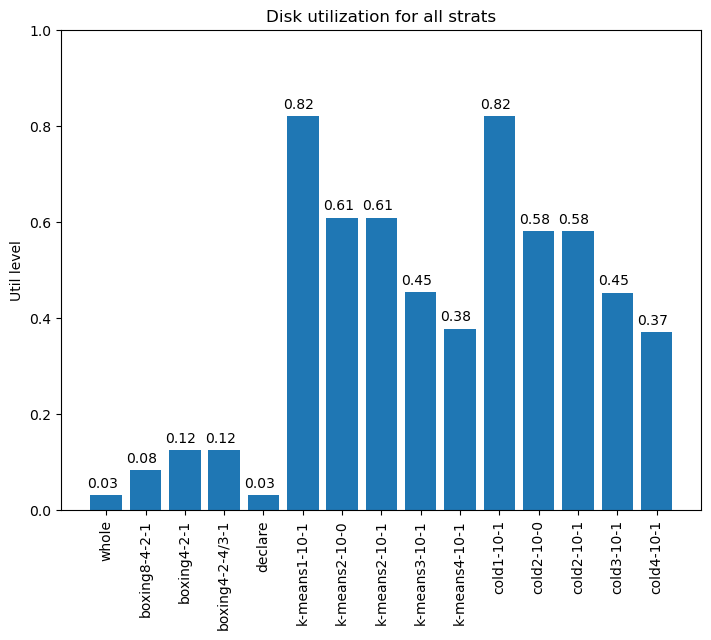 Disk utilization for all strats
Util level
1.0
0.8
0.6
0.4
0.2
0.0
0.03
0.08
0.12
0.12
0.03
0.82
0.61
0.61
0.45
0.38
0.82
0.58
0.58
0.45
0.37
whole
boxing8-4-2-1
boxing4-2-1
boxing4-2-4/3-1
declare
k-means1-10-1
k-means2-10-0
k-means2-10-1
k-means3-10-1
k-means4-10-1
cold1-10-1
cold2-10-0
cold2-10-1
cold3-10-1
cold4-10-1